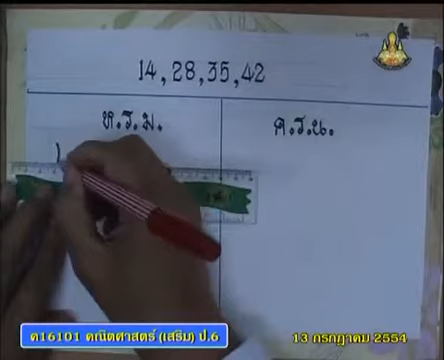 14,28,35,42
ห.ร.ม.
ค.ร.น.
ค16101 คณิตศาสตร์ (เสริม) ป.6
13 กรกฎาคม 2554